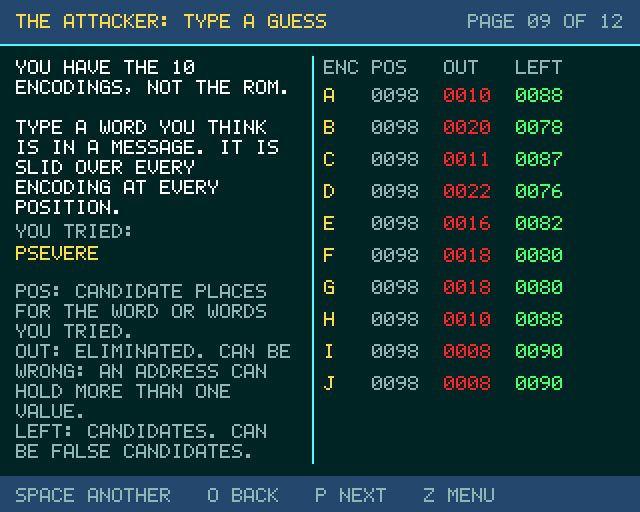 THE ATTACKER: TYPE A GUESS
PAGE 09 OF 12
YOU HAVE THE 10
ENCODINGS, NOT THE ROM.
TYPE A WORD YOU THINK
IS IN A MESSAGE. IT IS
SLID OVER EVERY
ENCODING AT EVERY
POSITION.
YOU TRIED:
PSEVERE
POS: CANDIDATE PLACES
FOR THE WORD OR WORDS
YOU TRIED.
OUT: ELIMINATED. CAN BE
WRONG: AN ADDRESS CAN
HOLD MORE THAN ONE
VALUE.
LEFT: CANDIDATES. CAN
BE FALSE CANDIDATES.
ENC POS OUT LEFT
A 0098 0010 0088
B 0098 0020 0078
C 0098 0011 0087
D 0098 0022 0076
E 0098 0016 0082
F 0098 0018 0080
G 0098 0018 0080
H 0098 0010 0088
I 0098 0008 0090
J 0098 0008 0090
SPACE ANOTHER O BACK P NEXT Z MENU